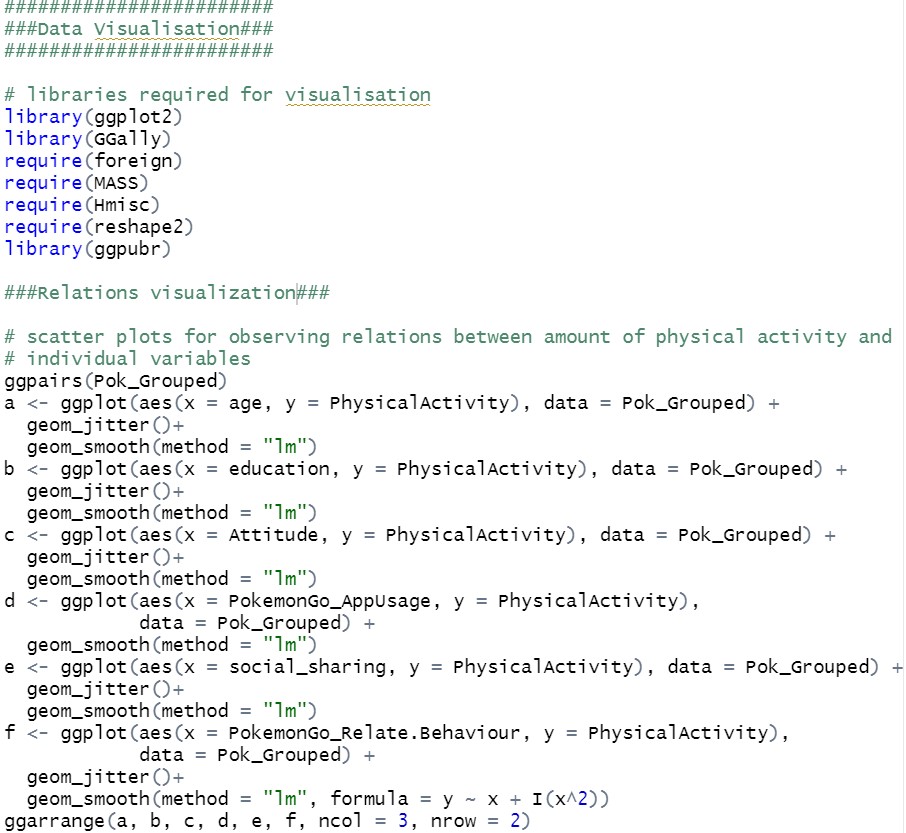 ########################
###Data Visualisation###
########################
# libraries required for visualisation
library(ggplot2)
library(GGally)
require(foreign)
require(MASS)
require(Hmisc)
require(reshape2)
library(ggpubr)
###Relations visualization###
# scatter plots for observing relations between amount of physical activity and
# individual variables
ggpairs(Pok_Grouped)
a <- ggplot(aes(x = age, y = PhysicalActivity), data = Pok_Grouped) +
  geom_jitter()+
  geom_smooth(method = "lm")
b <- ggplot(aes(x = education, y = PhysicalActivity), data = Pok_Grouped) +
  geom_jitter()+
  geom_smooth(method = "lm")
c <- ggplot(aes(x = Attitude, y = PhysicalActivity), data = Pok_Grouped) +
  geom_jitter()+
  geom_smooth(method = "lm")
d <- ggplot(aes(x = PokemonGo_AppUsage, y = PhysicalActivity),
            data = Pok_Grouped) +
  geom_smooth(method = "lm")
e <- ggplot(aes(x = social_sharing, y = PhysicalActivity), data = Pok_Grouped) +
  geom_jitter()+
  geom_smooth(method = "lm")
f <- ggplot(aes(x = PokemonGo_Relate.Behaviour, y = PhysicalActivity),
            data = Pok_Grouped) +
  geom_jitter()+
  geom_smooth(method = "lm", formula = y ~ x + I(x^2))
ggarrange(a, b, c, d, e, f, ncol = 3, nrow = 2)